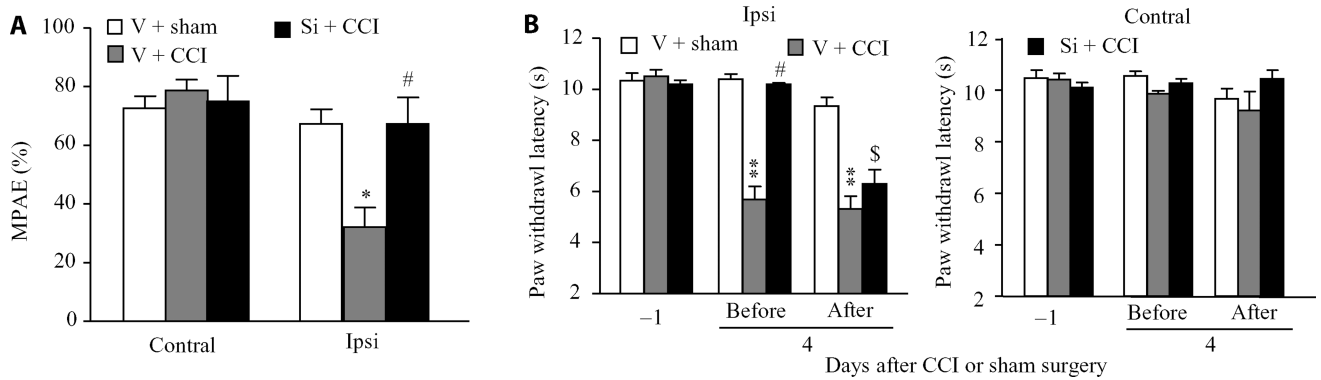 A
V + sham
V + CCI
Si + CCI
MPAE (%)
100
80
60
40
20
0
*
#
Contral
Ipsi
B
Ipsi
V + sham
V + CCI
Paw withdrawl latency (s)
12
10
8
6
4
2
**
#
**
$
–1
Before
After
4
Contral
Si + CCI
Paw withdrawl latency (s)
12
10
8
6
4
2
–1
Before
After
4
Days after CCI or sham surgery